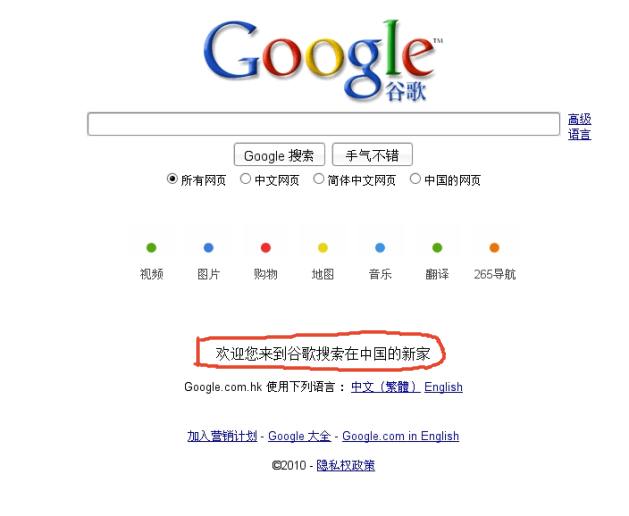 Google™
谷歌
高级
语言
Google 搜索 手气不错
所有网页 中文网页 简体中文网页 中国的网页
视频 图片 购物 地图 音乐 翻译 265导航
欢迎您来到谷歌搜索在中国的新家
Google.com.hk 使用下列语言： 中文（繁體） English
加入营销计划 - Google 大全 - Google.com in English
©2010 - 隐私权政策